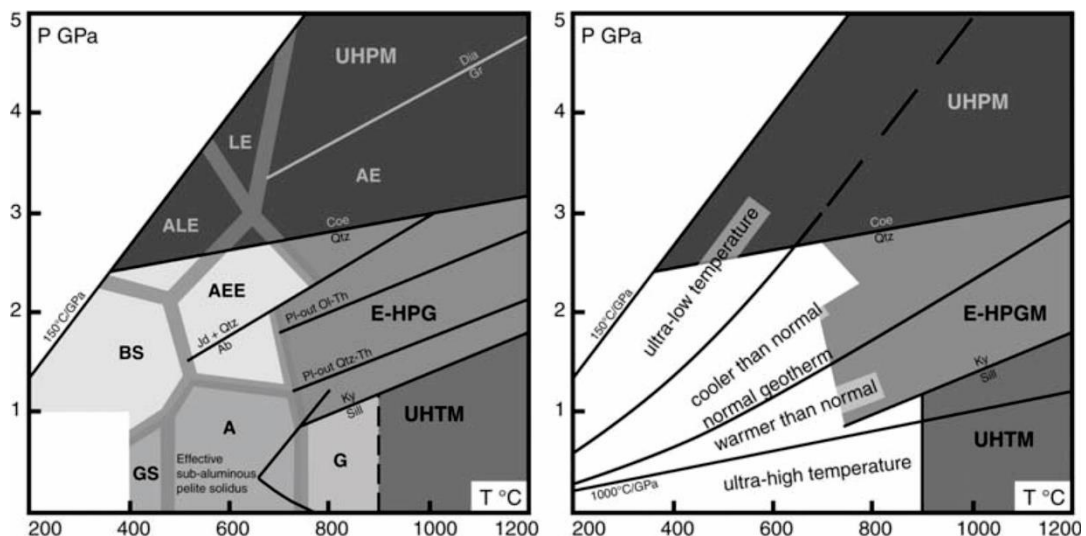 5
P GPa
4
3
2
1
200
400
600
800
1000
1200
T °C
UHPM
Dia
Gr
LE
AE
ALE
Coe
Qtz
AEE
150°C/GPa
Pl-out Ol-Th
E-HPG
Jd + Qtz
Ab
BS
Pl-out Qtz-Th
Ky
Sill
UHTM
A
Effective
sub-aluminous
pelite solidus
GS
G
5
P GPa
4
3
2
1
200
400
600
800
1000
1200
T °C
UHPM
Coe
Qtz
ultra-low temperature
150°C/GPa
E-HPGM
cooler than normal
normal geotherm
warmer than normal
Ky
Sill
UHTM
ultra-high temperature
1000°C/GPa